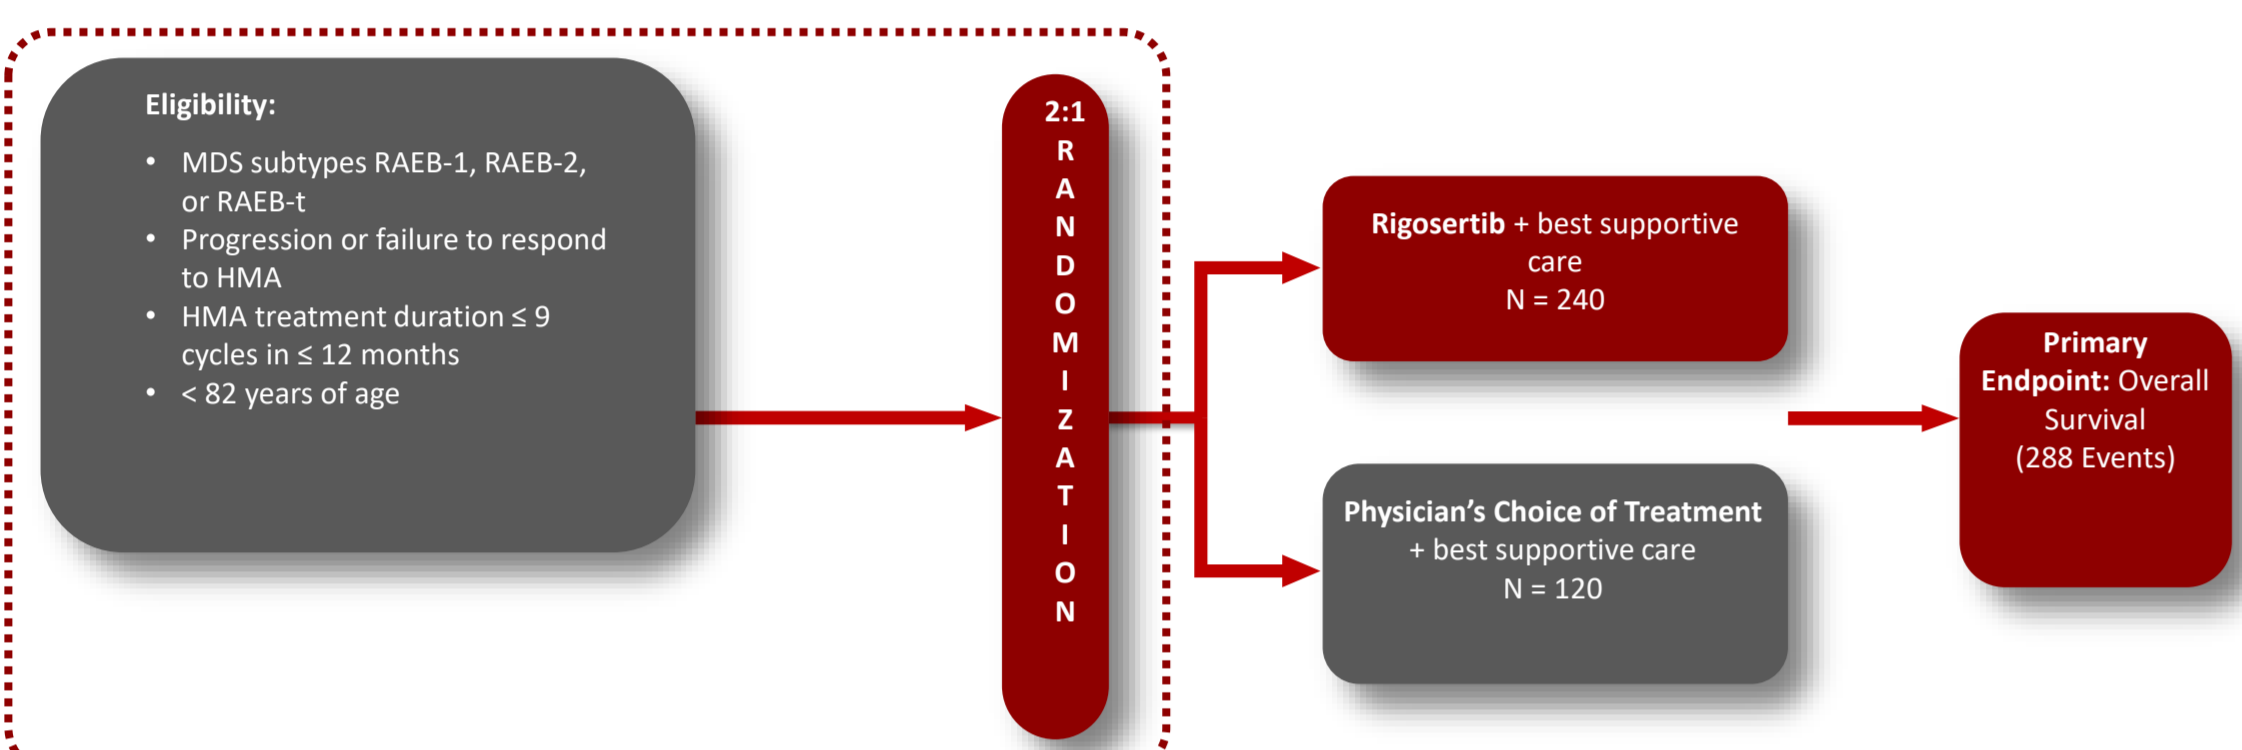 Eligibility:
• MDS subtypes RAEB-1, RAEB-2,
or RAEB-t
• Progression or failure to respond
to HMA
• HMA treatment duration ≤ 9
cycles in ≤ 12 months
• < 82 years of age
2:1
R
A
N
D
O
M
I
Z
A
T
I
O
N
Rigosertib + best supportive
care
N = 240
Physician’s Choice of Treatment
+ best supportive care
N = 120
Primary
Endpoint: Overall
Survival
(288 Events)